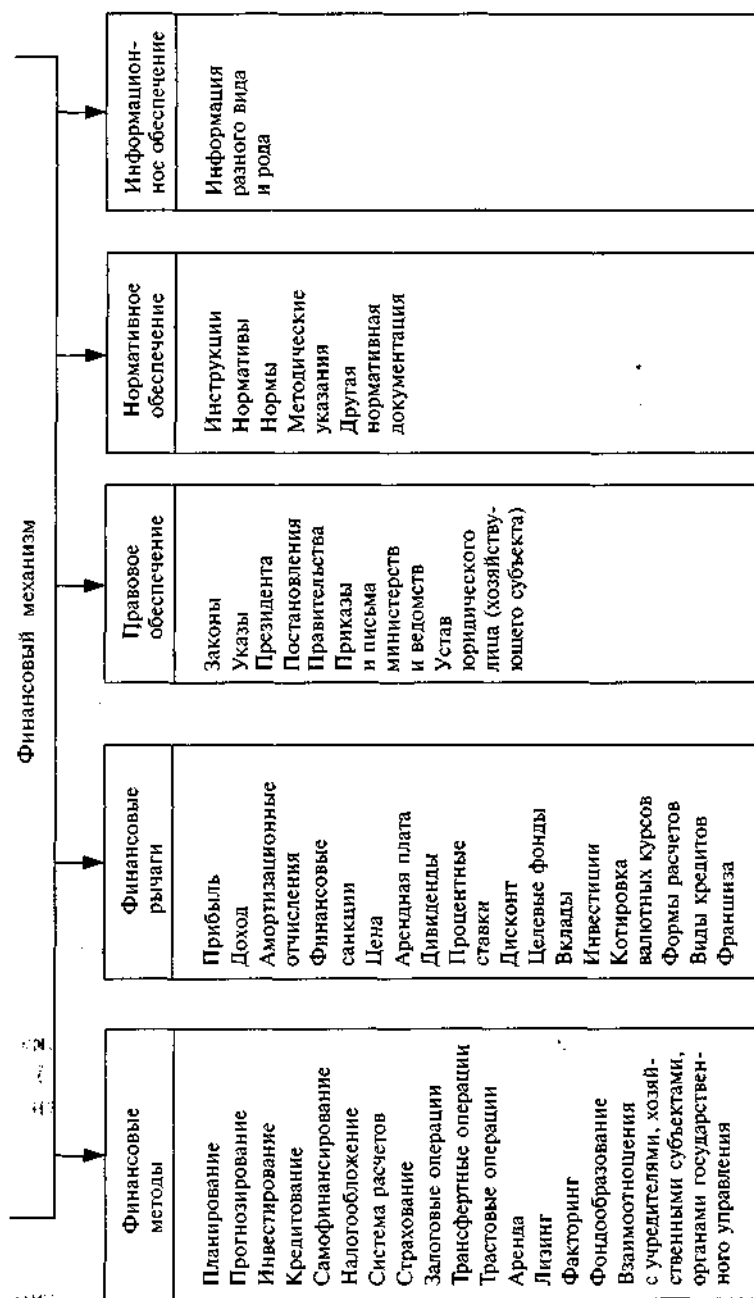 Финансовый механизм
Финансовые
методы
Планирование
Прогнозирование
Инвестирование
Кредитование
Самофинансирование
Налогообложение
Система расчетов
Страхование
Залоговые операции
Трансфертные операции
Трастовые операции
Аренда
Лизинг
Факторинг
Фондообразование
Взаимоотношения
с учредителями, хозяй-
ственными субъектами,
органами государствен-
ного управления
Финансовые
рычаги
Прибыль
Доход
Амортизационные
отчисления
Финансовые
санкции
Цена
Арендная плата
Дивиденды
Процентные
ставки
Дисконт
Целевые фонды
Вклады
Инвестиции
Котировка
валютных курсов
Формы расчетов
Виды кредитов
Франшиза
Правовое
обеспечение
Законы
Указы
Президента
Постановления
Правительства
Приказы
и письма
министерств
и ведомств
Устав
юридического
лица (хозяйству-
ющего субъекта)
Нормативное
обеспечение
Инструкции
Нормативы
Нормы
Методические
указания
Другая
нормативная
документация
Информацион-
ное обеспечение
Информация
разного вида
и рода